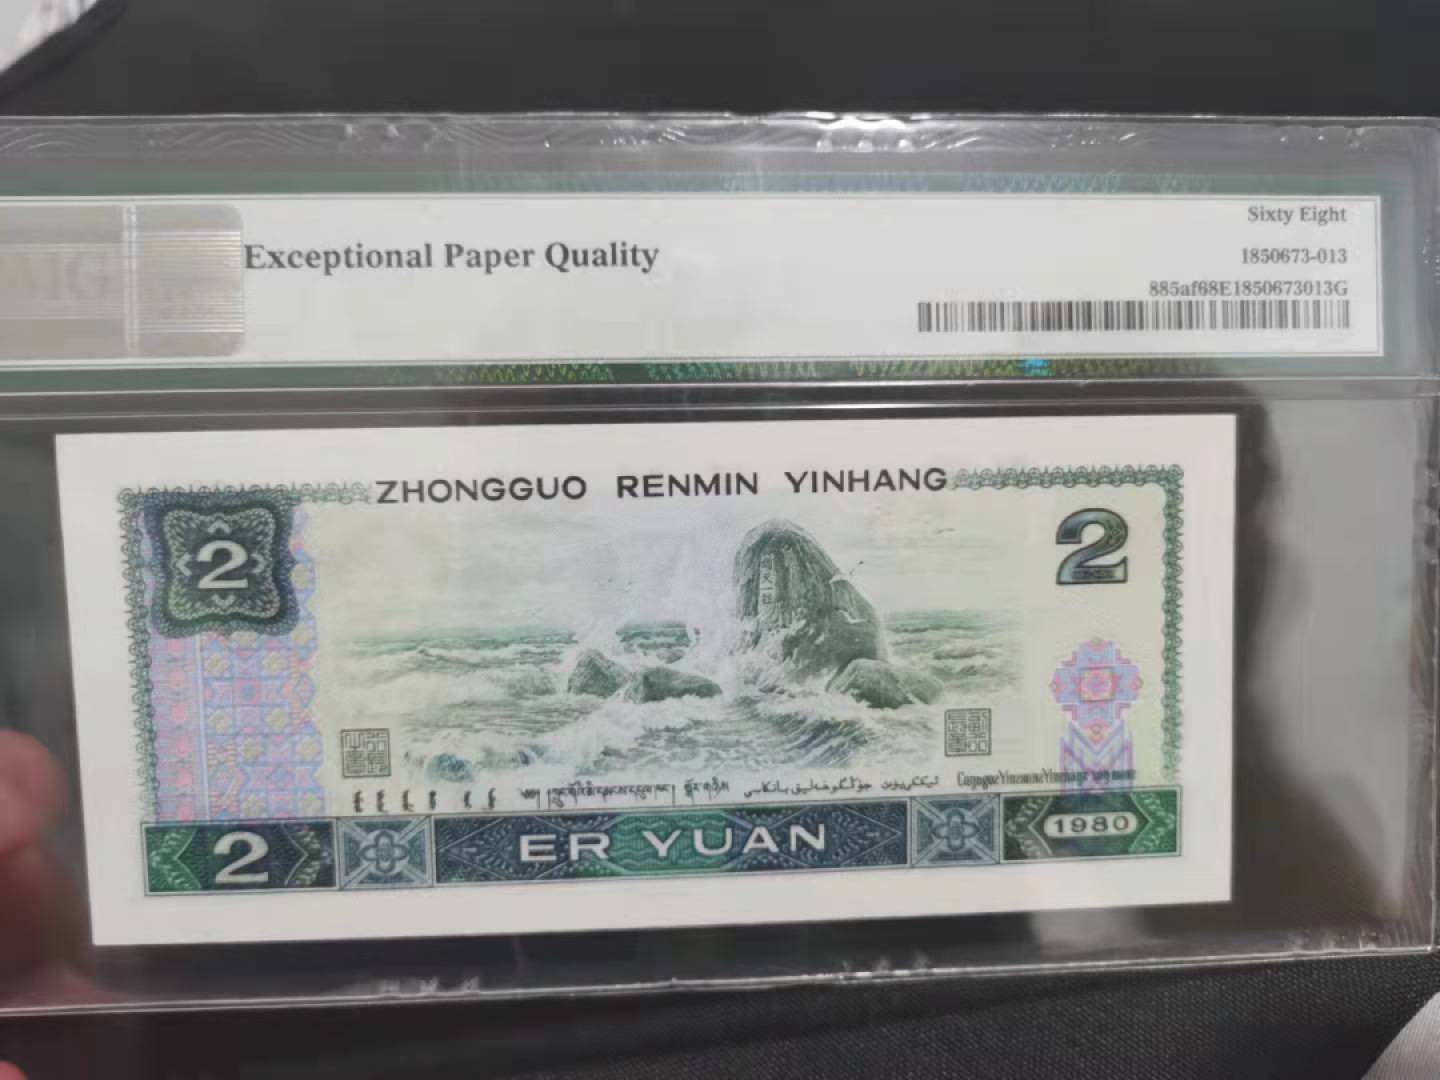 Sixty Eight
Exceptional Paper Quality
1850673-013
885af68E1850673013G
ZHONGGUO RENMIN YINHANG
2
2
2
ER YUAN
1980